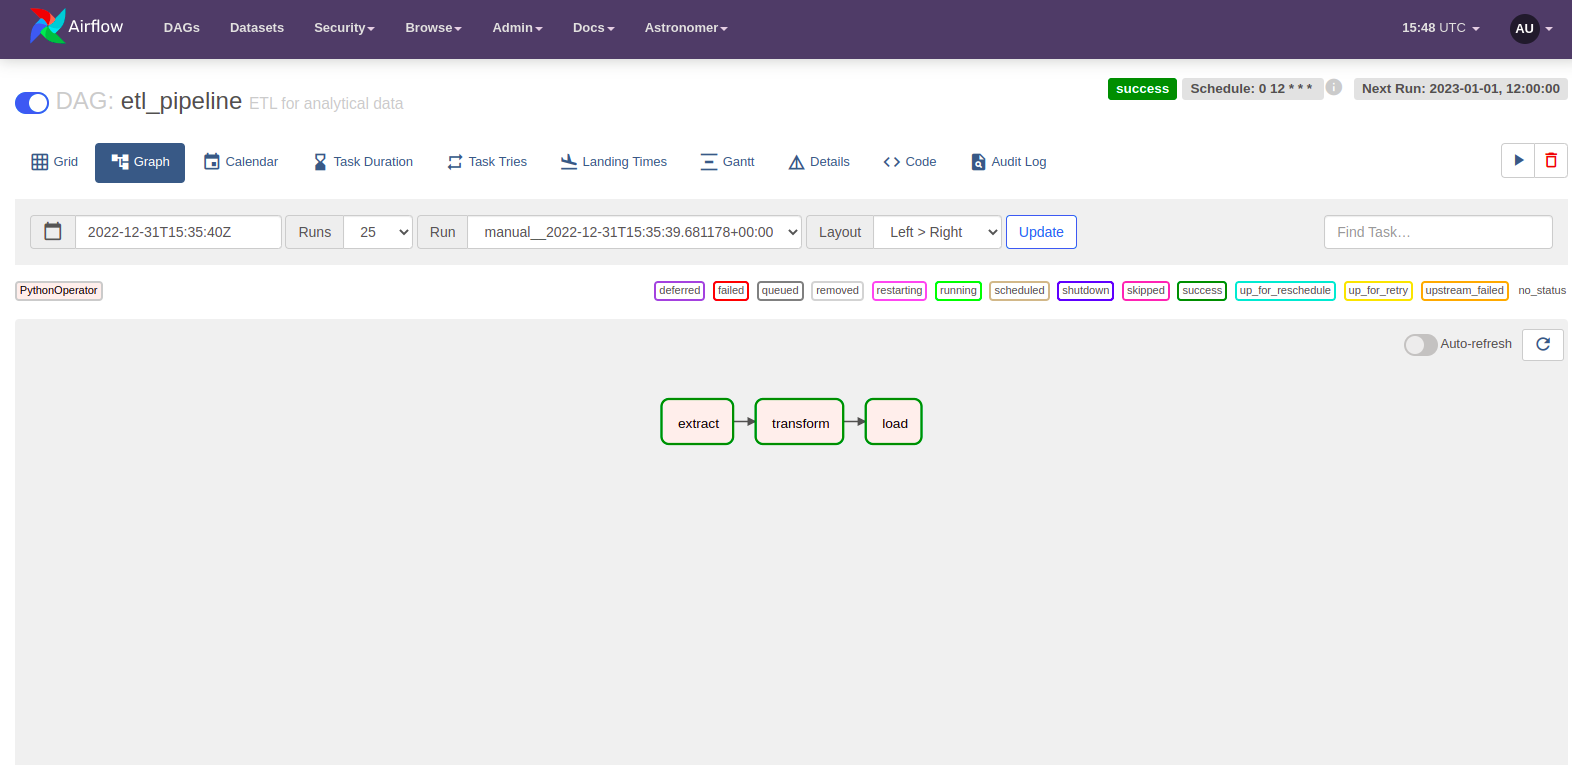 Airflow DAGs Datasets Security Browse Admin Docs Astronomer 15:48 UTC AU
DAG: etl_pipeline ETL for analytical data success Schedule: 0 12 * * * i Next Run: 2023-01-01, 12:00:00
Grid Graph Calendar Task Duration Task Tries Landing Times Gantt Details Code Audit Log
2022-12-31T15:35:40Z Runs 25 Run manual__2022-12-31T15:35:39.681178+00:00 Layout Left > Right Update Find Task…
PythonOperator deferred failed queued removed restarting running scheduled shutdown skipped success up_for_reschedule up_for_retry upstream_failed no_status
Auto-refresh
extract transform load